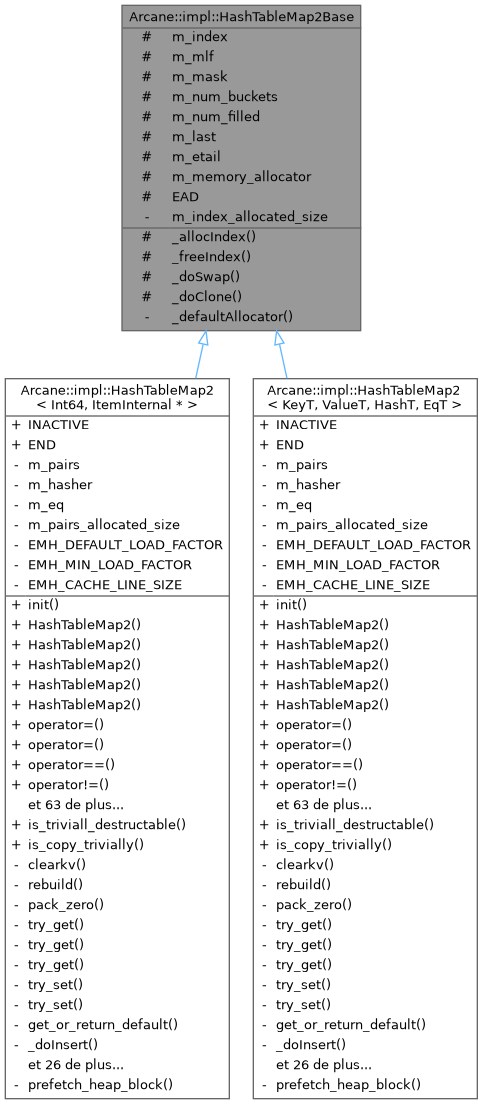 Arcane::impl::HashTableMap2Base
# m_index
# m_mlf
# m_mask
# m_num_buckets
# m_num_filled
# m_last
# m_etail
# m_memory_allocator
# EAD
- m_index_allocated_size
# _allocIndex()
# _freeIndex()
# _doSwap()
# _doClone()
- _defaultAllocator()
Arcane::impl::HashTableMap2
< Int64, ItemInternal * >
+ INACTIVE
+ END
- m_pairs
- m_hasher
- m_eq
- m_pairs_allocated_size
- EMH_DEFAULT_LOAD_FACTOR
- EMH_MIN_LOAD_FACTOR
- EMH_CACHE_LINE_SIZE
+ init()
+ HashTableMap2()
+ HashTableMap2()
+ HashTableMap2()
+ HashTableMap2()
+ HashTableMap2()
+ operator=()
+ operator=()
+ operator==()
+ operator!=()
et 63 de plus...
+ is_triviall_destructable()
+ is_copy_trivially()
- clearkv()
- rebuild()
- pack_zero()
- try_get()
- try_get()
- try_get()
- try_set()
- try_set()
- get_or_return_default()
- _doInsert()
et 26 de plus...
- prefetch_heap_block()
Arcane::impl::HashTableMap2
< KeyT, ValueT, HashT, EqT >
+ INACTIVE
+ END
- m_pairs
- m_hasher
- m_eq
- m_pairs_allocated_size
- EMH_DEFAULT_LOAD_FACTOR
- EMH_MIN_LOAD_FACTOR
- EMH_CACHE_LINE_SIZE
+ init()
+ HashTableMap2()
+ HashTableMap2()
+ HashTableMap2()
+ HashTableMap2()
+ HashTableMap2()
+ operator=()
+ operator=()
+ operator==()
+ operator!=()
et 63 de plus...
+ is_triviall_destructable()
+ is_copy_trivially()
- clearkv()
- rebuild()
- pack_zero()
- try_get()
- try_get()
- try_get()
- try_set()
- try_set()
- get_or_return_default()
- _doInsert()
et 26 de plus...
- prefetch_heap_block()